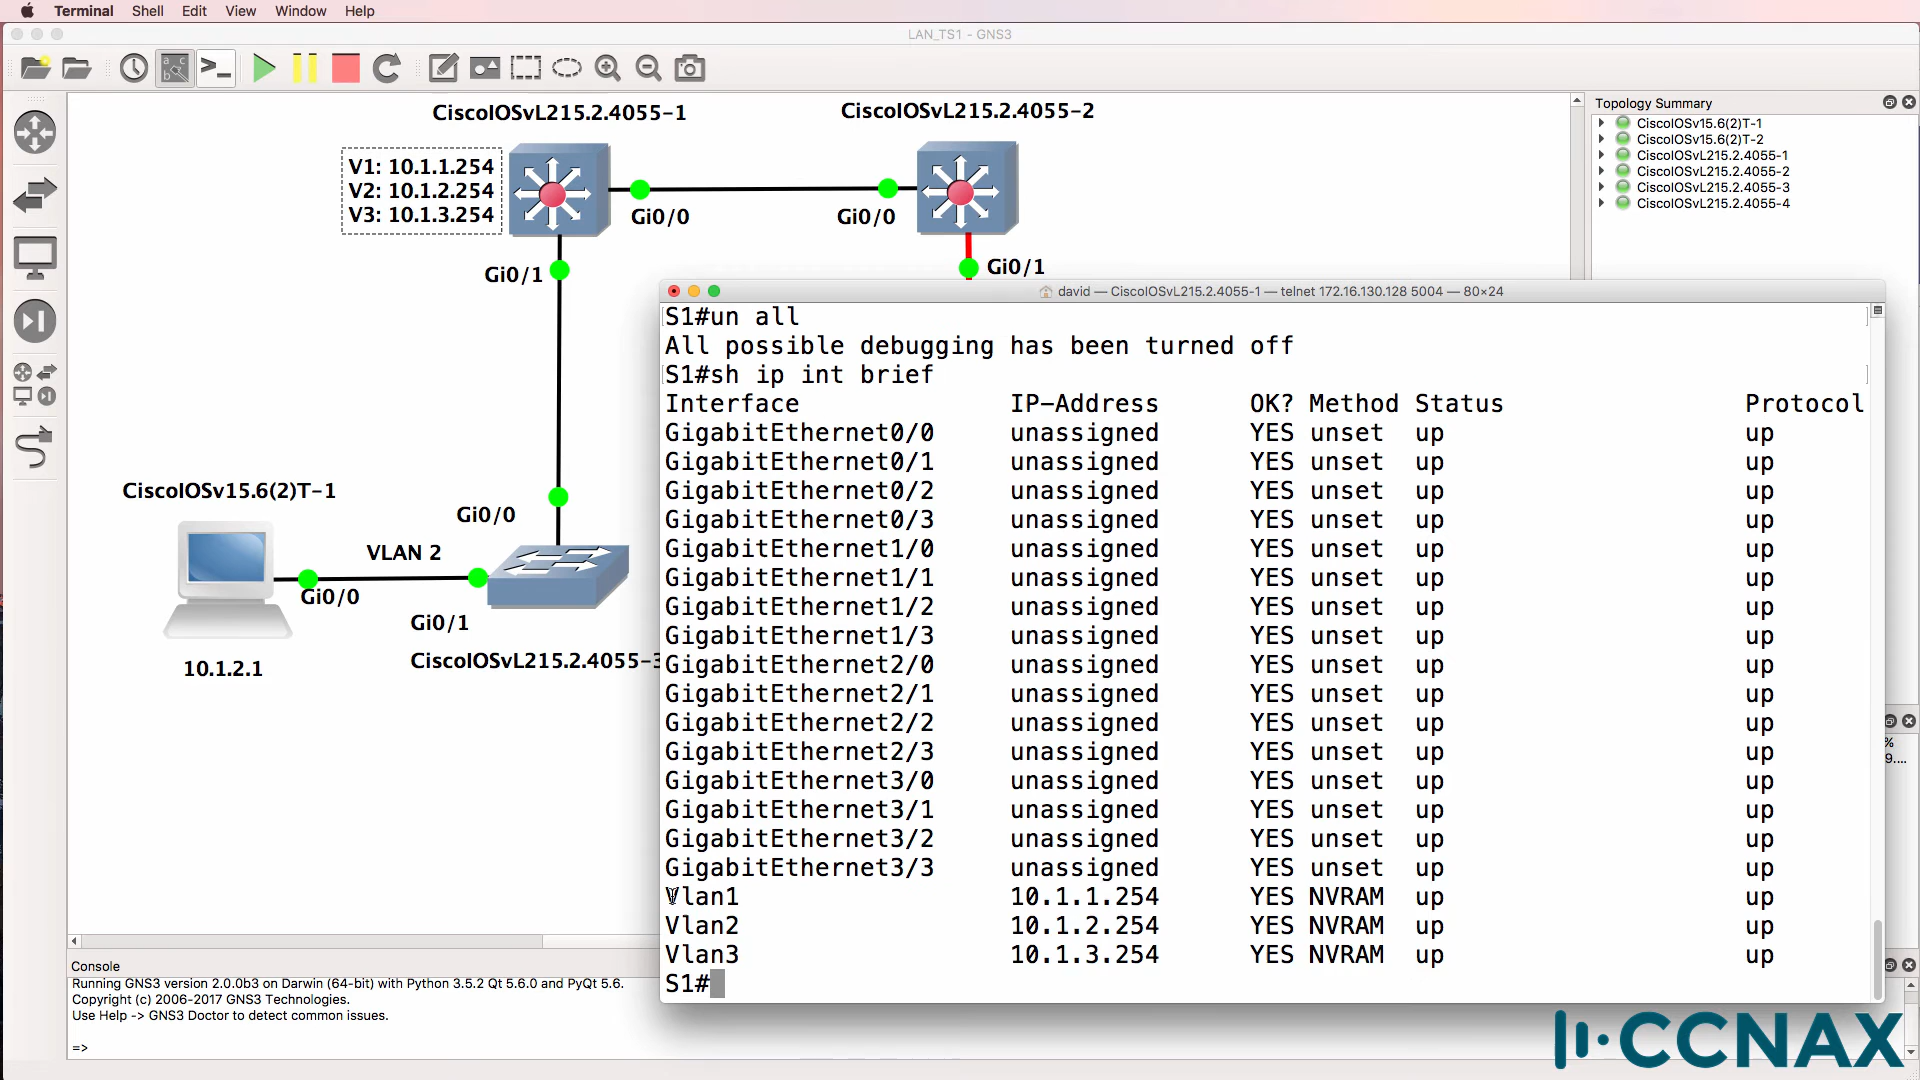 Terminal Shell Edit View Window Help
LAN_TS1 - GNS3
CiscoIOSvL215.2.4055-1
CiscoIOSvL215.2.4055-2
V1: 10.1.1.254
V2: 10.1.2.254
V3: 10.1.3.254
Gi0/0
Gi0/0
Gi0/1
Gi0/1
CiscoIOSv15.6(2)T-1
Gi0/0
VLAN 2
Gi0/0
Gi0/1
10.1.2.1
CiscoIOSvL215.2.4055-3
Topology Summary
CiscoIOSv15.6(2)T-1
CiscoIOSv15.6(2)T-2
CiscoIOSvL215.2.4055-1
CiscoIOSvL215.2.4055-2
CiscoIOSvL215.2.4055-3
CiscoIOSvL215.2.4055-4
david — CiscoIOSvL215.2.4055-1 — telnet 172.16.130.128 5004 — 80×24
S1#un all
All possible debugging has been turned off
S1#sh ip int brief
Interface IP-Address OK? Method Status Protocol
GigabitEthernet0/0 unassigned YES unset up up
GigabitEthernet0/1 unassigned YES unset up up
GigabitEthernet0/2 unassigned YES unset up up
GigabitEthernet0/3 unassigned YES unset up up
GigabitEthernet1/0 unassigned YES unset up up
GigabitEthernet1/1 unassigned YES unset up up
GigabitEthernet1/2 unassigned YES unset up up
GigabitEthernet1/3 unassigned YES unset up up
GigabitEthernet2/0 unassigned YES unset up up
GigabitEthernet2/1 unassigned YES unset up up
GigabitEthernet2/2 unassigned YES unset up up
GigabitEthernet2/3 unassigned YES unset up up
GigabitEthernet3/0 unassigned YES unset up up
GigabitEthernet3/1 unassigned YES unset up up
GigabitEthernet3/2 unassigned YES unset up up
GigabitEthernet3/3 unassigned YES unset up up
Vlan1 10.1.1.254 YES NVRAM up up
Vlan2 10.1.2.254 YES NVRAM up up
Vlan3 10.1.3.254 YES NVRAM up up
S1#
%
9....
Console
Running GNS3 version 2.0.0b3 on Darwin (64-bit) with Python 3.5.2 Qt 5.6.0 and PyQt 5.6.
Copyright (c) 2006-2017 GNS3 Technologies.
Use Help -> GNS3 Doctor to detect common issues.
=>
CCNAX